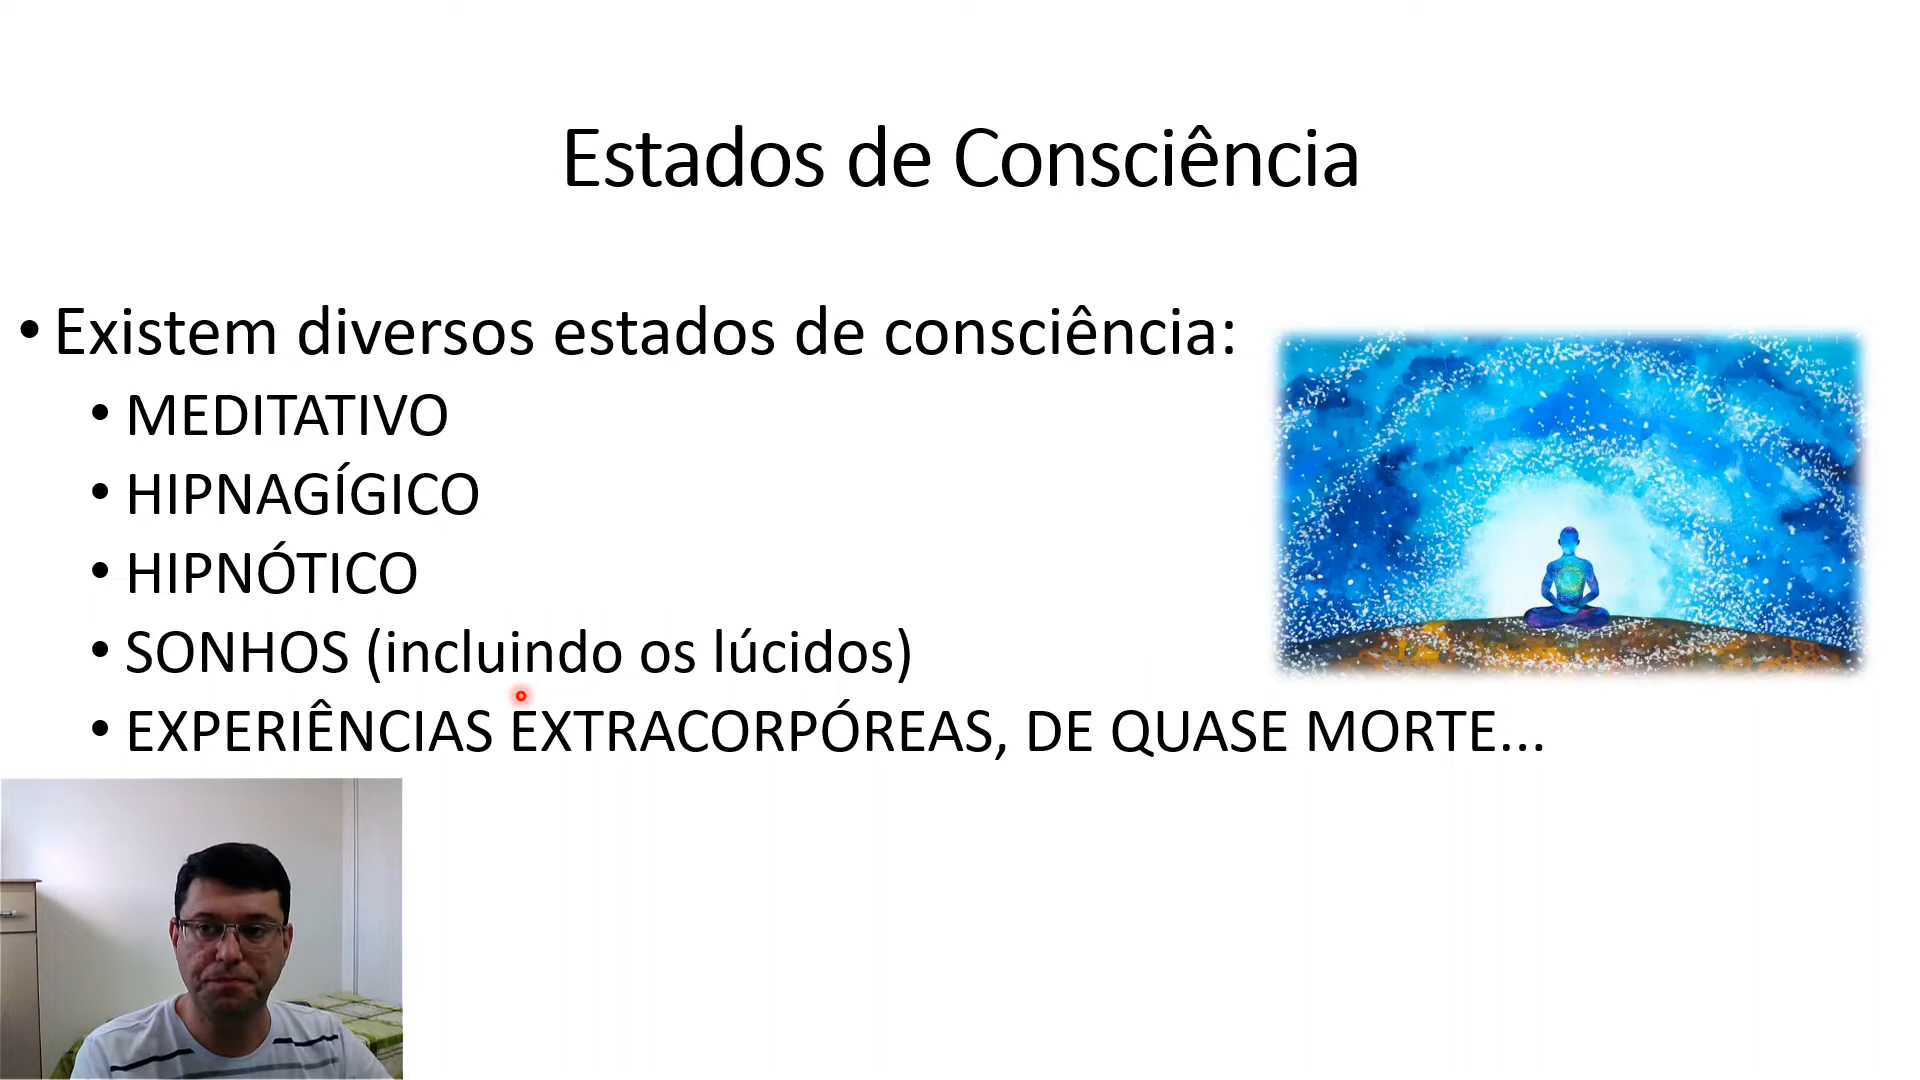 Estados de Consciência
• Existem diversos estados de consciência:
• MEDITATIVO
• HIPNAGÍGICO
• HIPNÓTICO
• SONHOS (incluindo os lúcidos)
• EXPERIÊNCIAS EXTRACORPÓREAS, DE QUASE MORTE...